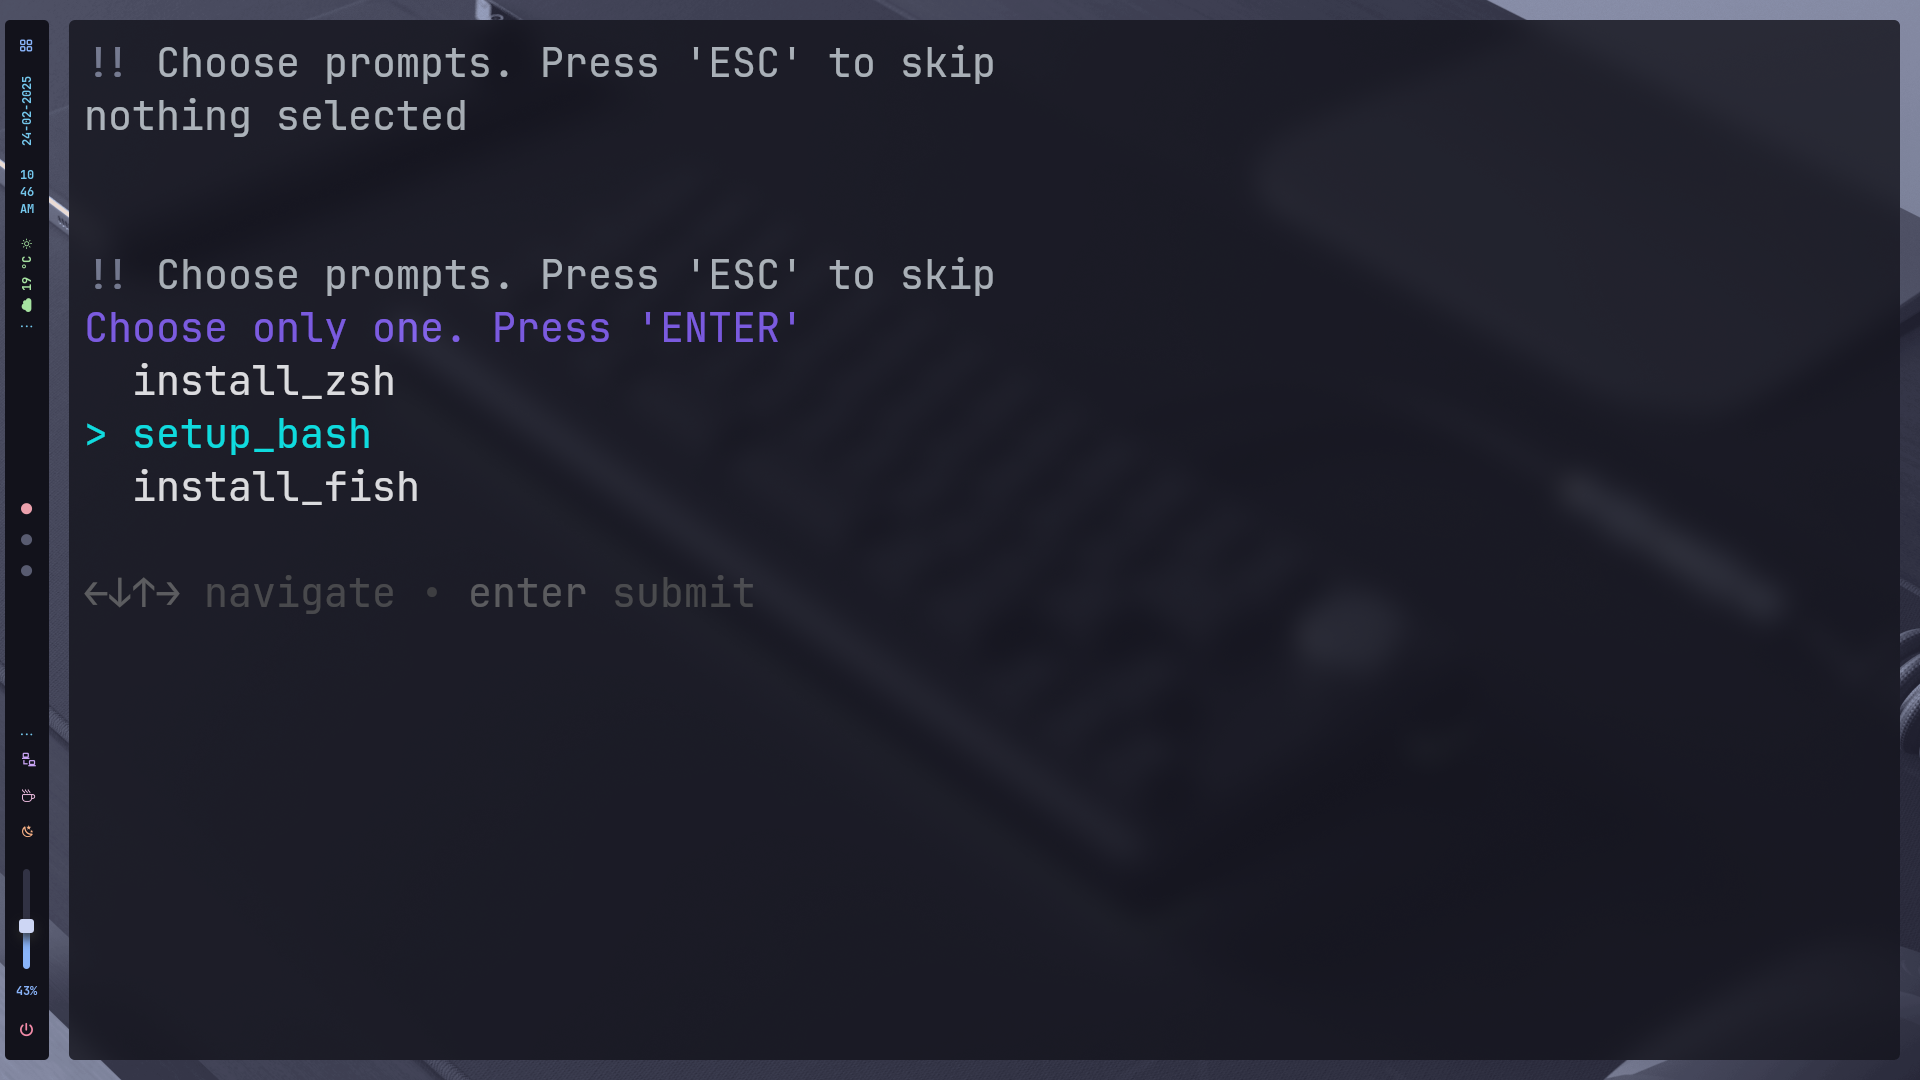 24-02-2025
10
46
AM
19 °C
43%
!! Choose prompts. Press 'ESC' to skip
nothing selected
!! Choose prompts. Press 'ESC' to skip
Choose only one. Press 'ENTER'
install_zsh
> setup_bash
install_fish
←↓↑→ navigate • enter submit